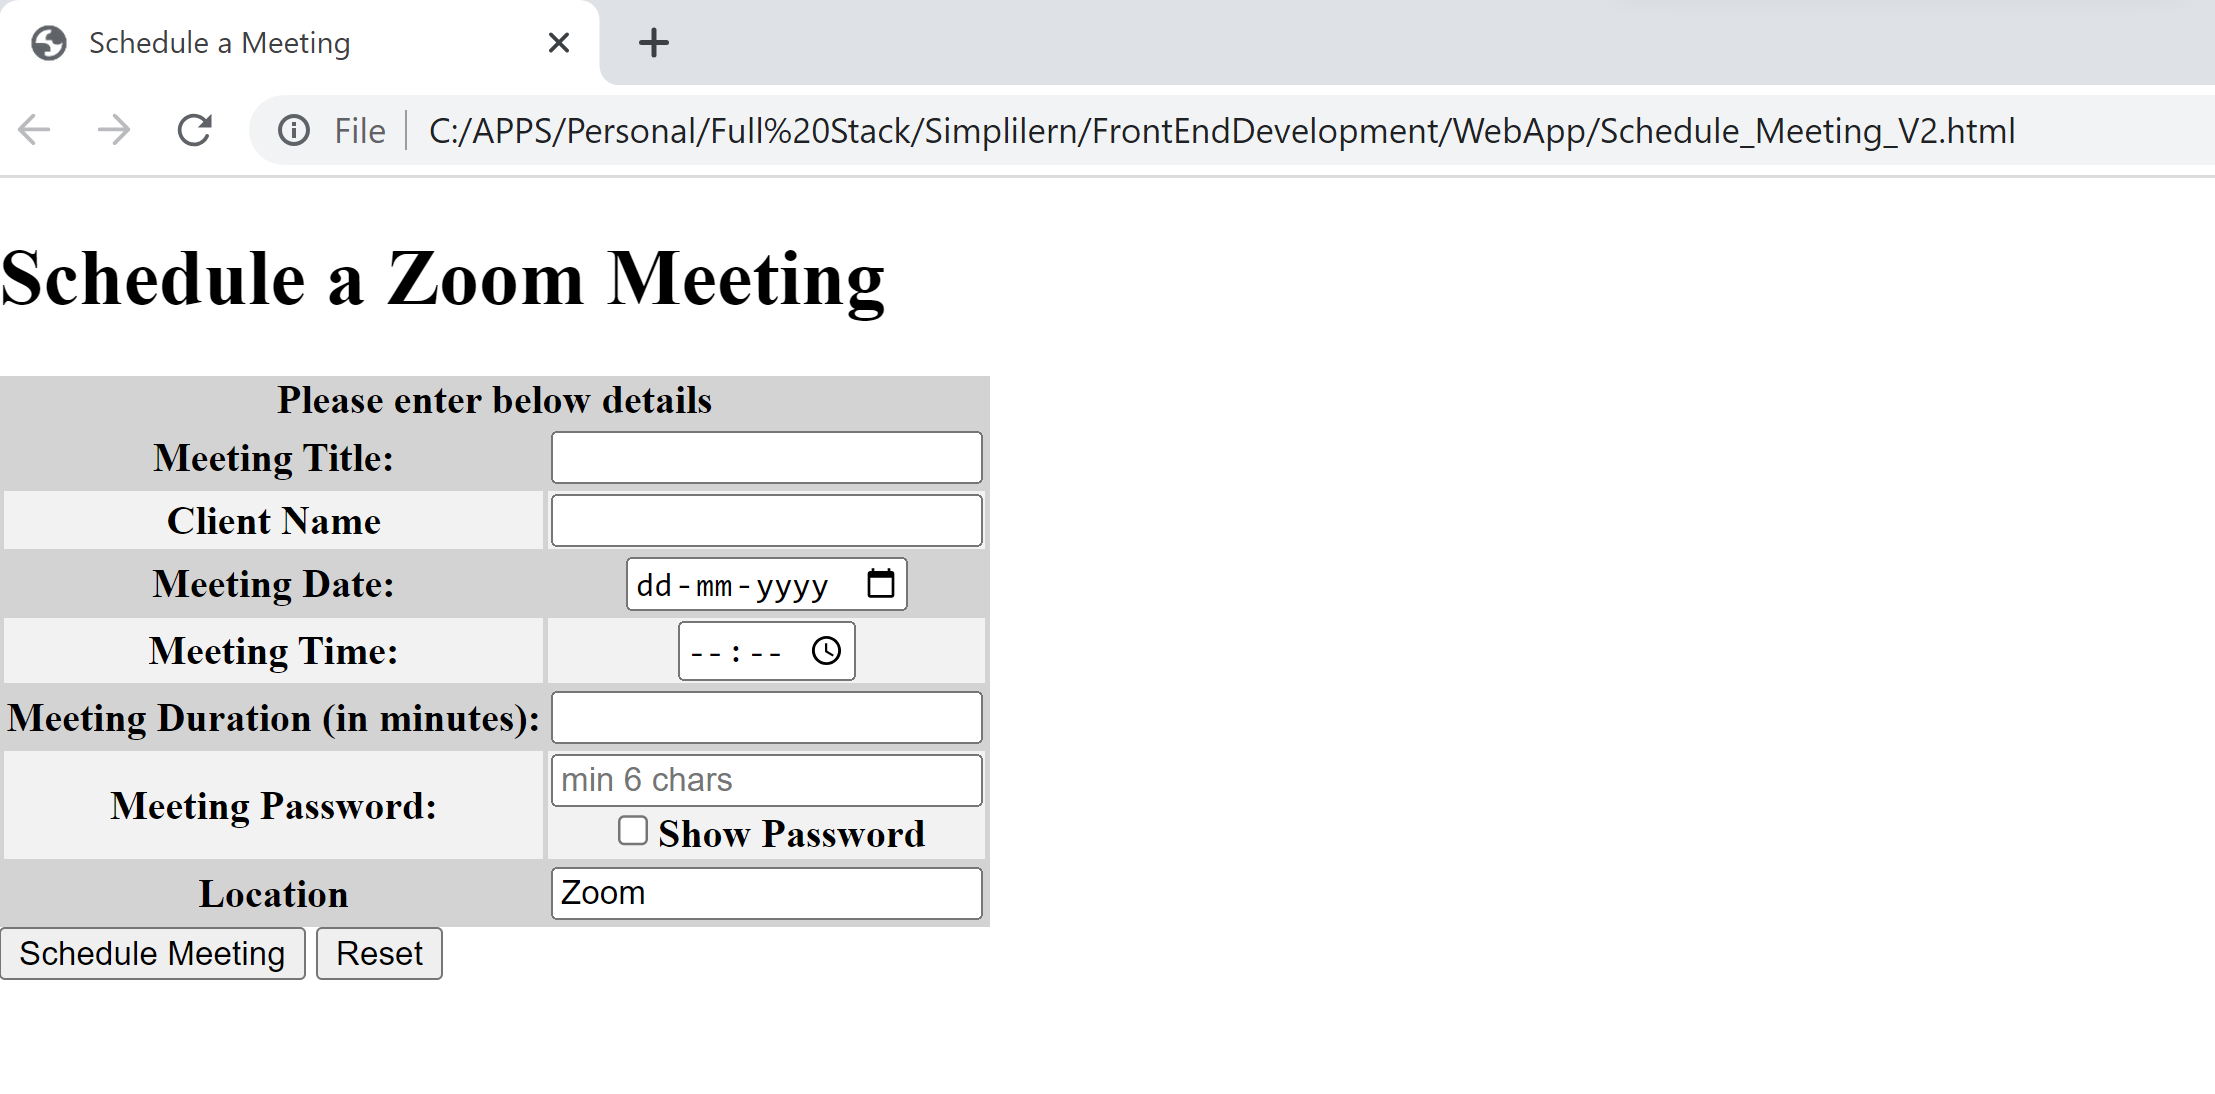 Schedule a Meeting
File C:/APPS/Personal/Full%20Stack/Simplilern/FrontEndDevelopment/WebApp/Schedule_Meeting_V2.html
Schedule a Zoom Meeting
Please enter below details
Meeting Title:
Client Name
Meeting Date: dd-mm-yyyy
Meeting Time: --:--
Meeting Duration (in minutes):
min 6 chars
Meeting Password:
Show Password
Location Zoom
Schedule Meeting Reset